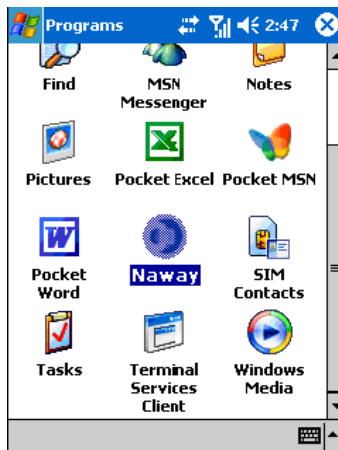 Programs 2:47
Find MSN Messenger Notes
Pictures Pocket Excel Pocket MSN
Pocket Word Naway SIM Contacts
Tasks Terminal Services Client Windows Media